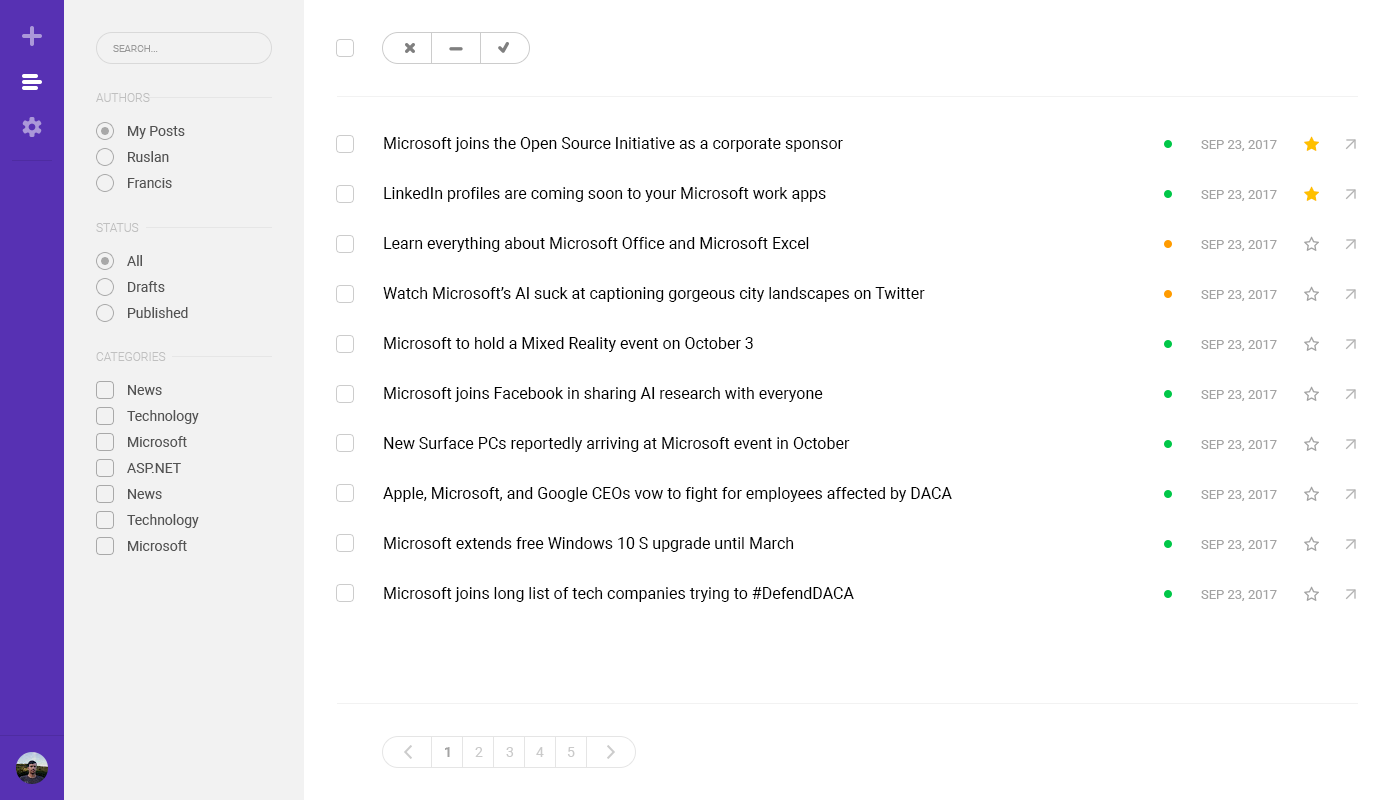 SEARCH...
AUTHORS
My Posts
Ruslan
Francis
STATUS
All
Drafts
Published
CATEGORIES
News
Technology
Microsoft
ASP.NET
News
Technology
Microsoft
Microsoft joins the Open Source Initiative as a corporate sponsor SEP 23, 2017
LinkedIn profiles are coming soon to your Microsoft work apps SEP 23, 2017
Learn everything about Microsoft Office and Microsoft Excel SEP 23, 2017
Watch Microsoft’s AI suck at captioning gorgeous city landscapes on Twitter SEP 23, 2017
Microsoft to hold a Mixed Reality event on October 3 SEP 23, 2017
Microsoft joins Facebook in sharing AI research with everyone SEP 23, 2017
New Surface PCs reportedly arriving at Microsoft event in October SEP 23, 2017
Apple, Microsoft, and Google CEOs vow to fight for employees affected by DACA SEP 23, 2017
Microsoft extends free Windows 10 S upgrade until March SEP 23, 2017
Microsoft joins long list of tech companies trying to #DefendDACA SEP 23, 2017
1 2 3 4 5